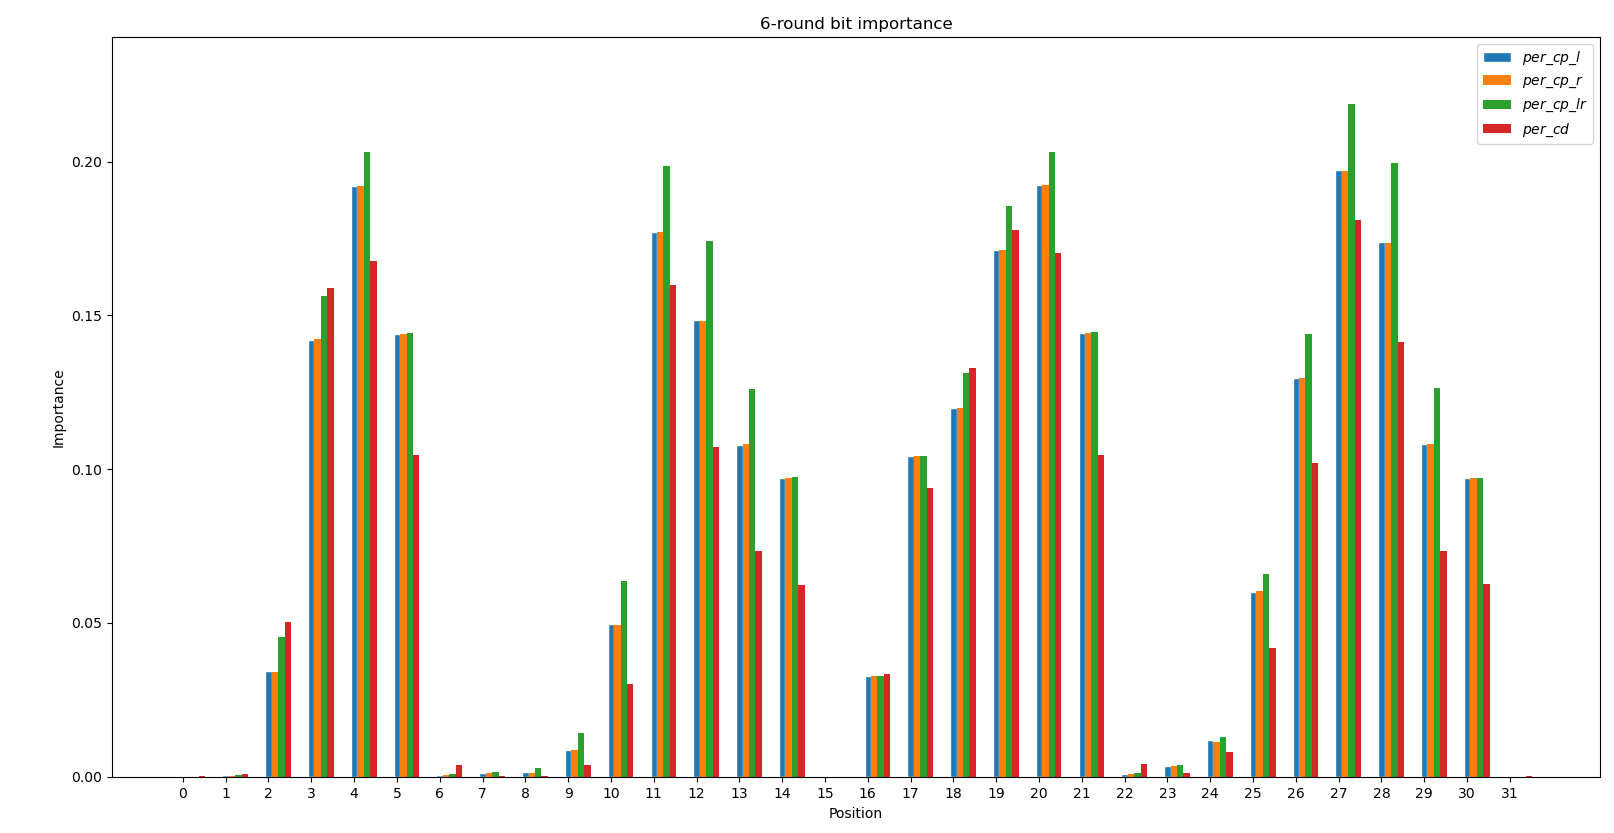 6-round bit importance
per_cp_l
per_cp_r
per_cp_lr
per_cd
0.20
0.15
0.10
0.05
0.00
Importance
0 1 2 3 4 5 6 7 8 9 10 11 12 13 14 15 16 17 18 19 20 21 22 23 24 25 26 27 28 29 30 31
Position